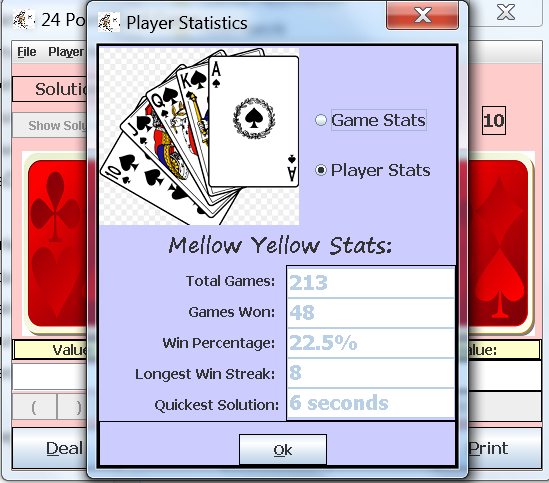 24 Po
Player Statistics
File Player
Solutio
Show Solu
10
A
K
Q
J
10
A
Game Stats
Player Stats
Mellow Yellow Stats:
Total Games: 213
Games Won: 48
Win Percentage: 22.5%
Longest Win Streak: 8
Quickest Solution: 6 seconds
Value
alue:
( )
Deal
Ok
Print